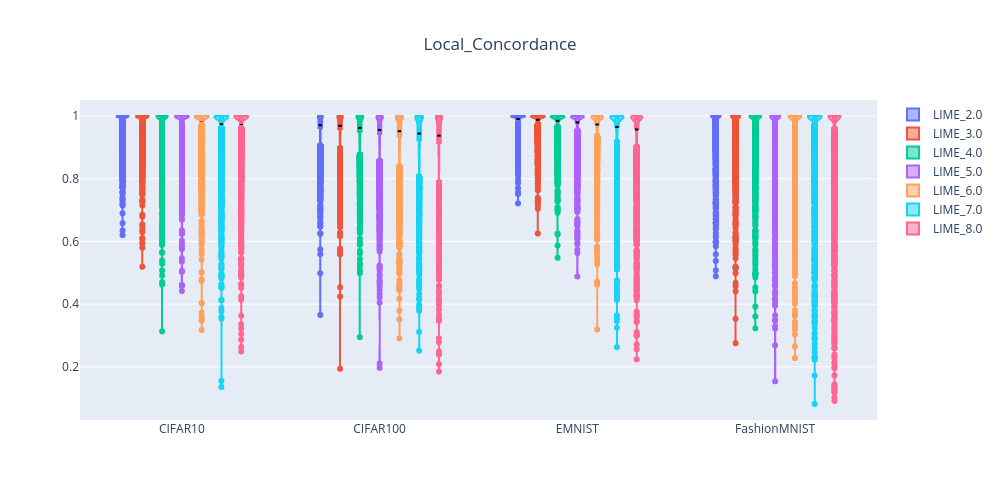 Local_Concordance
1
0.8
0.6
0.4
0.2
CIFAR10
CIFAR100
EMNIST
FashionMNIST
LIME_2.0
LIME_3.0
LIME_4.0
LIME_5.0
LIME_6.0
LIME_7.0
LIME_8.0